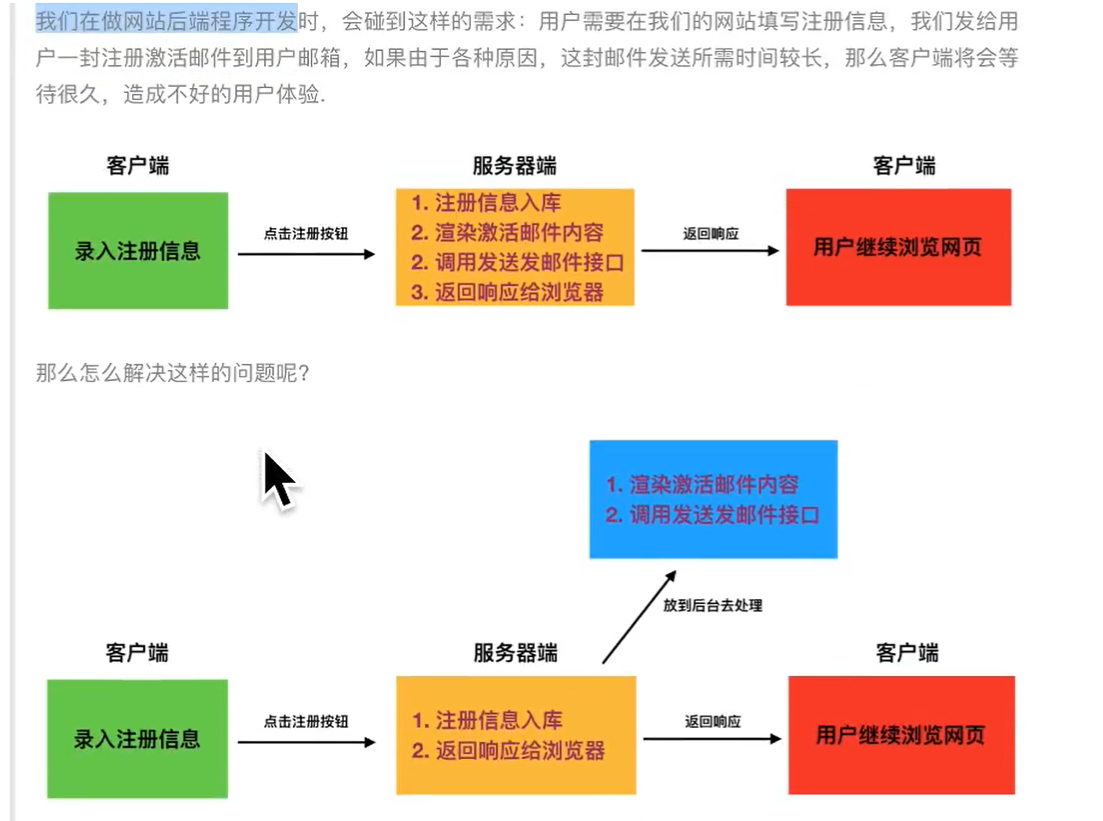 我们在做网站后端程序开发时，会碰到这样的需求：用户需要在我们的网站填写注册信息，我们发给用
户一封注册激活邮件到用户邮箱，如果由于各种原因，这封邮件发送所需时间较长，那么客户端将会等
待很久，造成不好的用户体验.
客户端
服务器端
客户端
录入注册信息
点击注册按钮
1. 注册信息入库
2. 渲染激活邮件内容
2. 调用发送发邮件接口
3. 返回响应给浏览器
返回响应
用户继续浏览网页
那么怎么解决这样的问题呢？
1. 渲染激活邮件内容
2. 调用发送发邮件接口
放到后台去处理
客户端
服务器端
客户端
录入注册信息
点击注册按钮
1. 注册信息入库
2. 返回响应给浏览器
返回响应
用户继续浏览网页